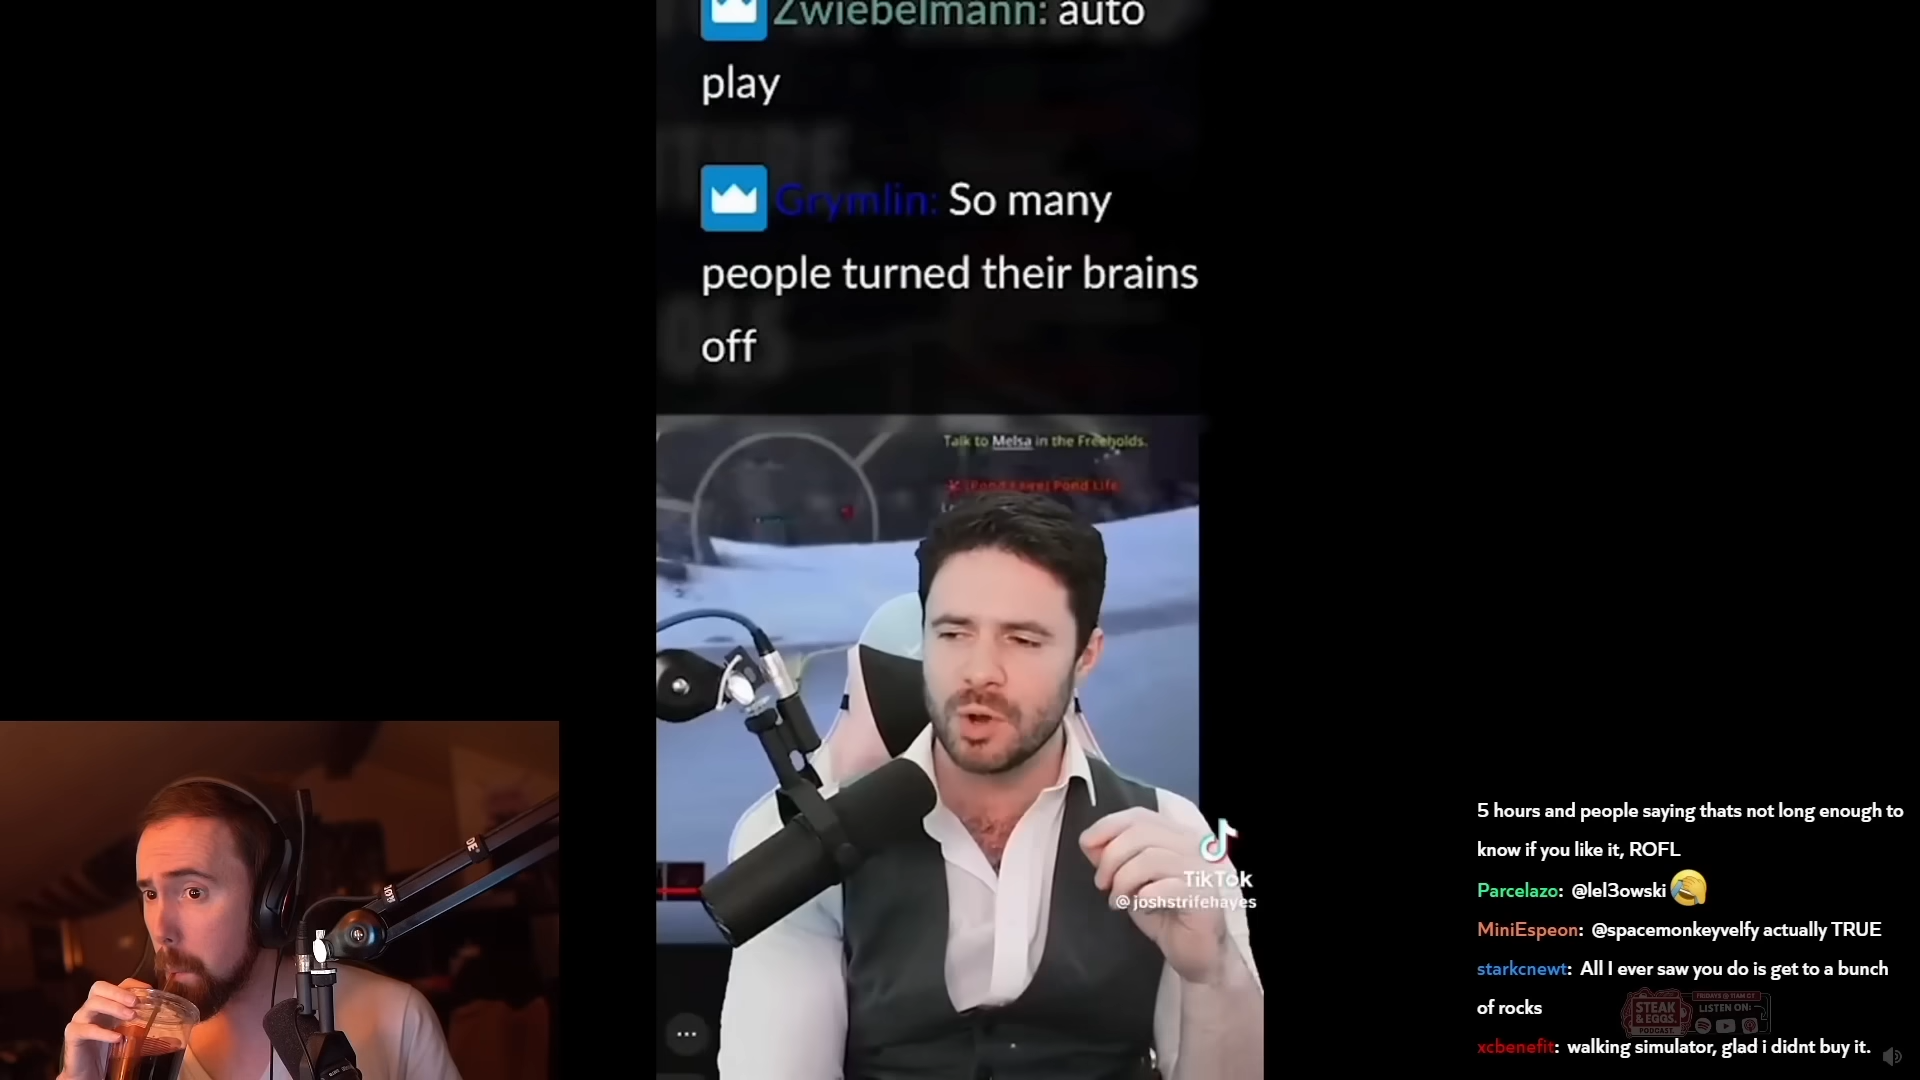 Zwiebelmann: auto
play
Grymlin: So many
people turned their brains
off
Talk to Melsa in the Freeholds.
Pond Life
TikTok
@joshstrifehayes
5 hours and people saying thats not long enough to
know if you like it, ROFL
Parcelazo: @lel3owski
MiniEspeon: @spacemonkeyvelfy actually TRUE
starkcnewt: All I ever saw you do is get to a bunch
of rocks
STEAK
& EGGS
PODCAST
FRIDAYS @ 11AM
LISTEN ON:
xcbenefit: walking simulator, glad i didnt buy it.